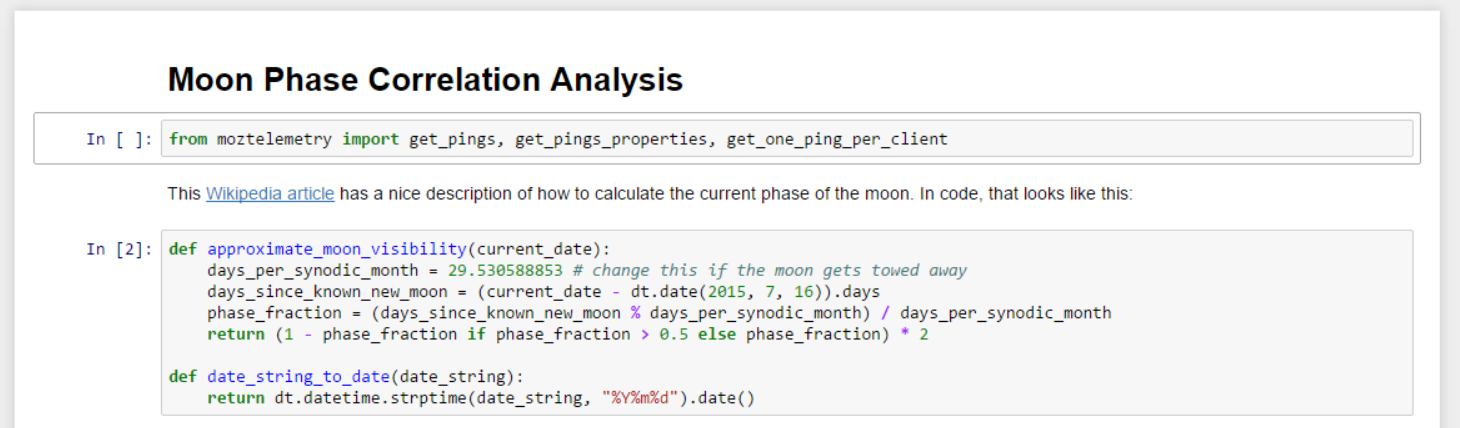 Moon Phase Correlation Analysis
In [ ]: from moztelemetry import get_pings, get_pings_properties, get_one_ping_per_client
This Wikipedia article has a nice description of how to calculate the current phase of the moon. In code, that looks like this:
In [2]: def approximate_moon_visibility(current_date):
    days_per_synodic_month = 29.530588853 # change this if the moon gets towed away
    days_since_known_new_moon = (current_date - dt.date(2015, 7, 16)).days
    phase_fraction = (days_since_known_new_moon % days_per_synodic_month) / days_per_synodic_month
    return (1 - phase_fraction if phase_fraction > 0.5 else phase_fraction) * 2
def date_string_to_date(date_string):
    return dt.datetime.strptime(date_string, "%Y%m%d").date()